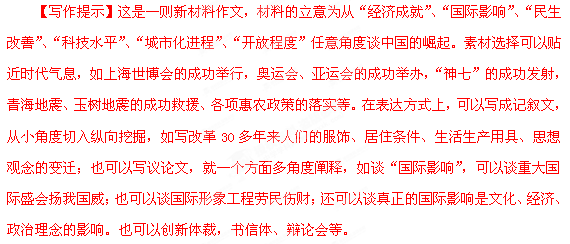 【写作提示】这是一则新材料作文，材料的立意为从“经济成就”、“国际影响”、“民生
改善”、“科技水平”、“城市化进程”、“开放程度”任意角度谈中国的崛起。素材选择可以贴
近时代气息，如上海世博会的成功举行，奥运会、亚运会的成功举办，“神七”的成功发射，
青海地震、玉树地震的成功救援、各项惠农政策的落实等。在表达方式上，可以写成记叙文，
从小角度切入纵向挖掘，如写改革 30 多年来人们的服饰、居住条件、生活生产用具、思想
观念的变迁；也可以写议论文，就一个方面多角度阐释，如谈“国际影响”，可以谈重大国
际盛会扬我国威；也可以谈国际形象工程劳民伤财；还可以谈真正的国际影响是文化、经济、
政治理念的影响。也可以创新体裁，书信体、辩论会等。